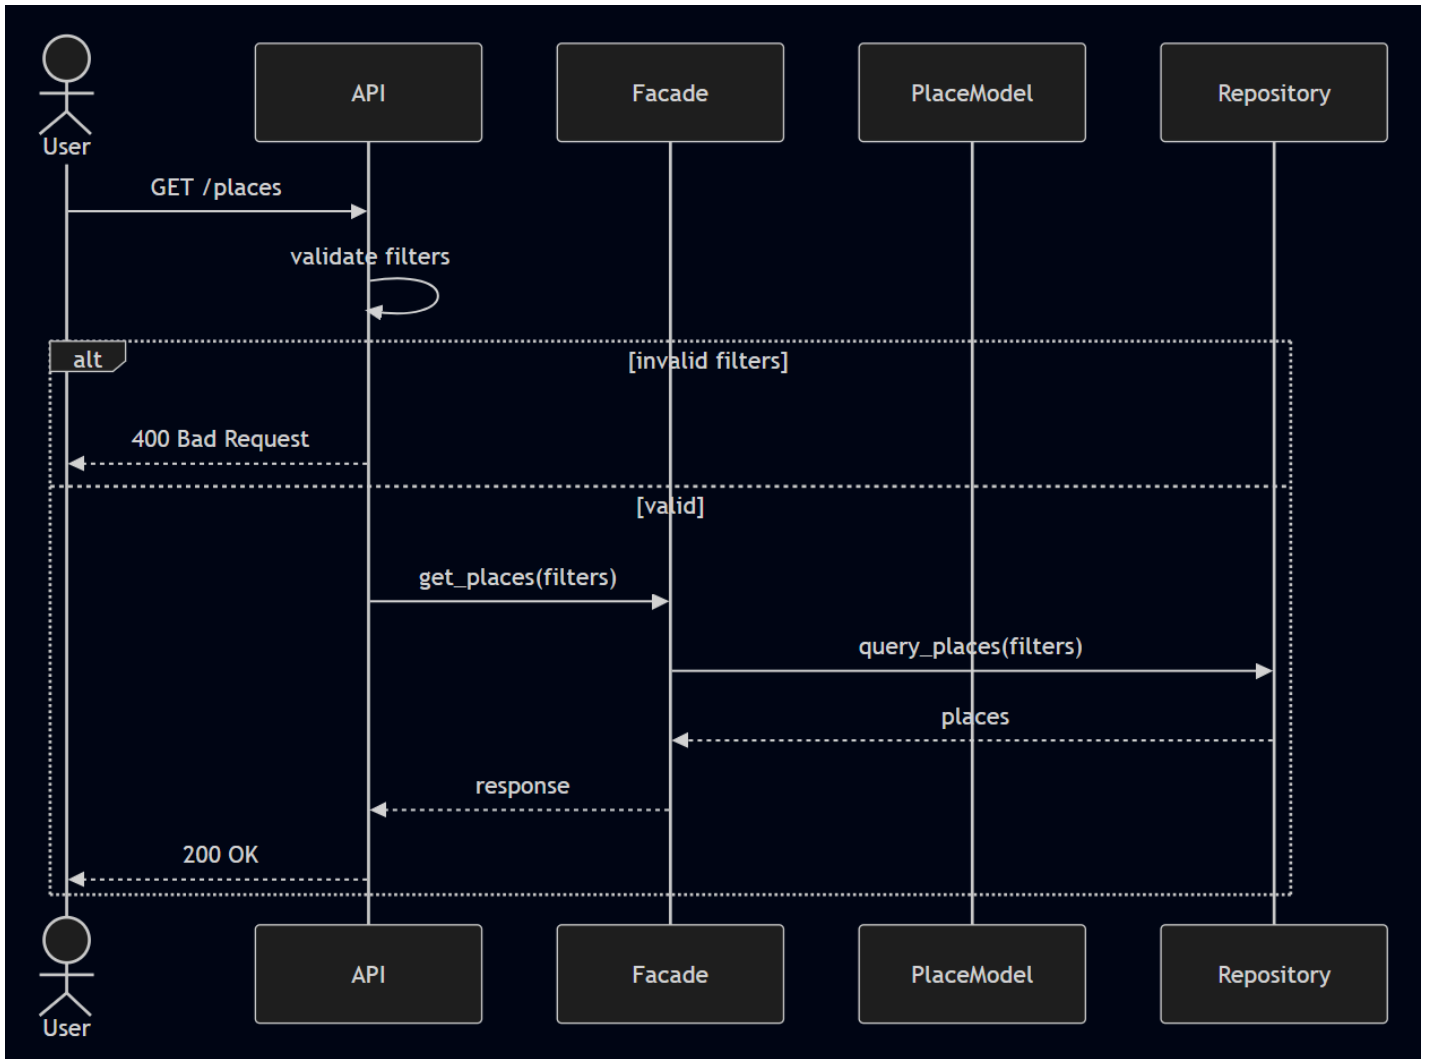 User
API
Facade
PlaceModel
Repository
GET /places
validate filters
alt
[invalid filters]
400 Bad Request
[valid]
get_places(filters)
query_places(filters)
places
response
200 OK
User
API
Facade
PlaceModel
Repository